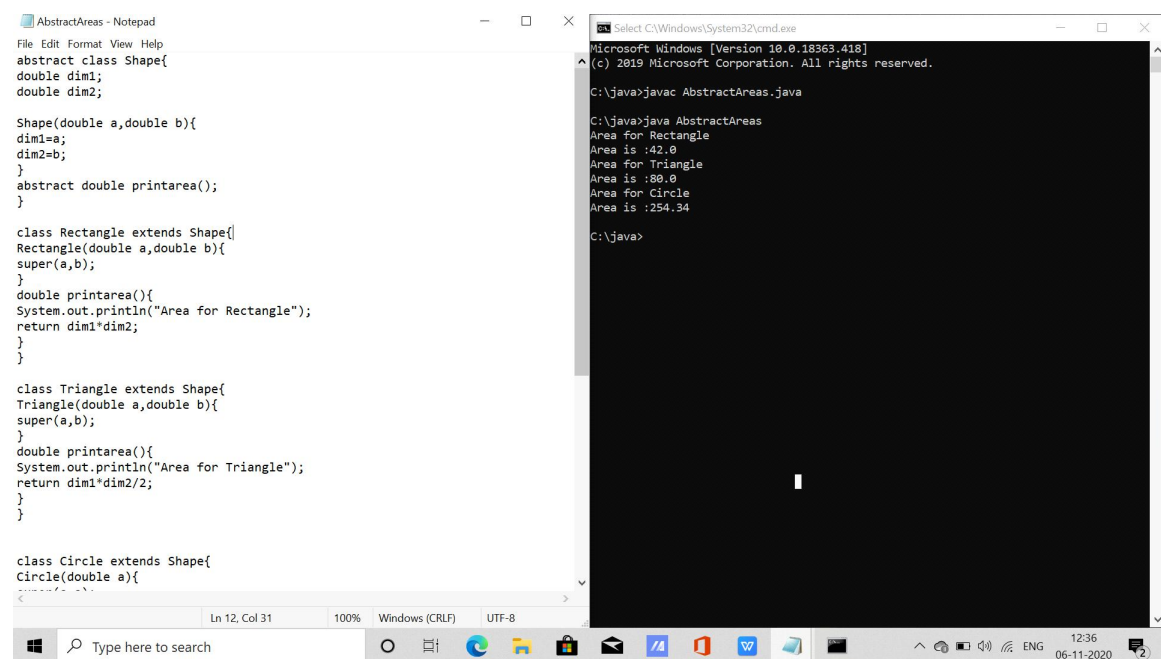 AbstractAreas - Notepad
File Edit Format View Help
abstract class Shape{
double dim1;
double dim2;
Shape(double a,double b){
dim1=a;
dim2=b;
}
abstract double printarea();
}
class Rectangle extends Shape{
Rectangle(double a,double b){
super(a,b);
}
double printarea(){
System.out.println("Area for Rectangle");
return dim1*dim2;
}
}
class Triangle extends Shape{
Triangle(double a,double b){
super(a,b);
}
double printarea(){
System.out.println("Area for Triangle");
return dim1*dim2/2;
}
}
class Circle extends Shape{
Circle(double a){
Ln 12, Col 31 100% Windows (CRLF) UTF-8
Select C:\Windows\System32\cmd.exe
Microsoft Windows [Version 10.0.18363.418]
(c) 2019 Microsoft Corporation. All rights reserved.
C:\java>javac AbstractAreas.java
C:\java>java AbstractAreas
Area for Rectangle
Area is :42.0
Area for Triangle
Area is :80.0
Area for Circle
Area is :254.34
C:\java>
Type here to search
ENG
12:36
06-11-2020
2